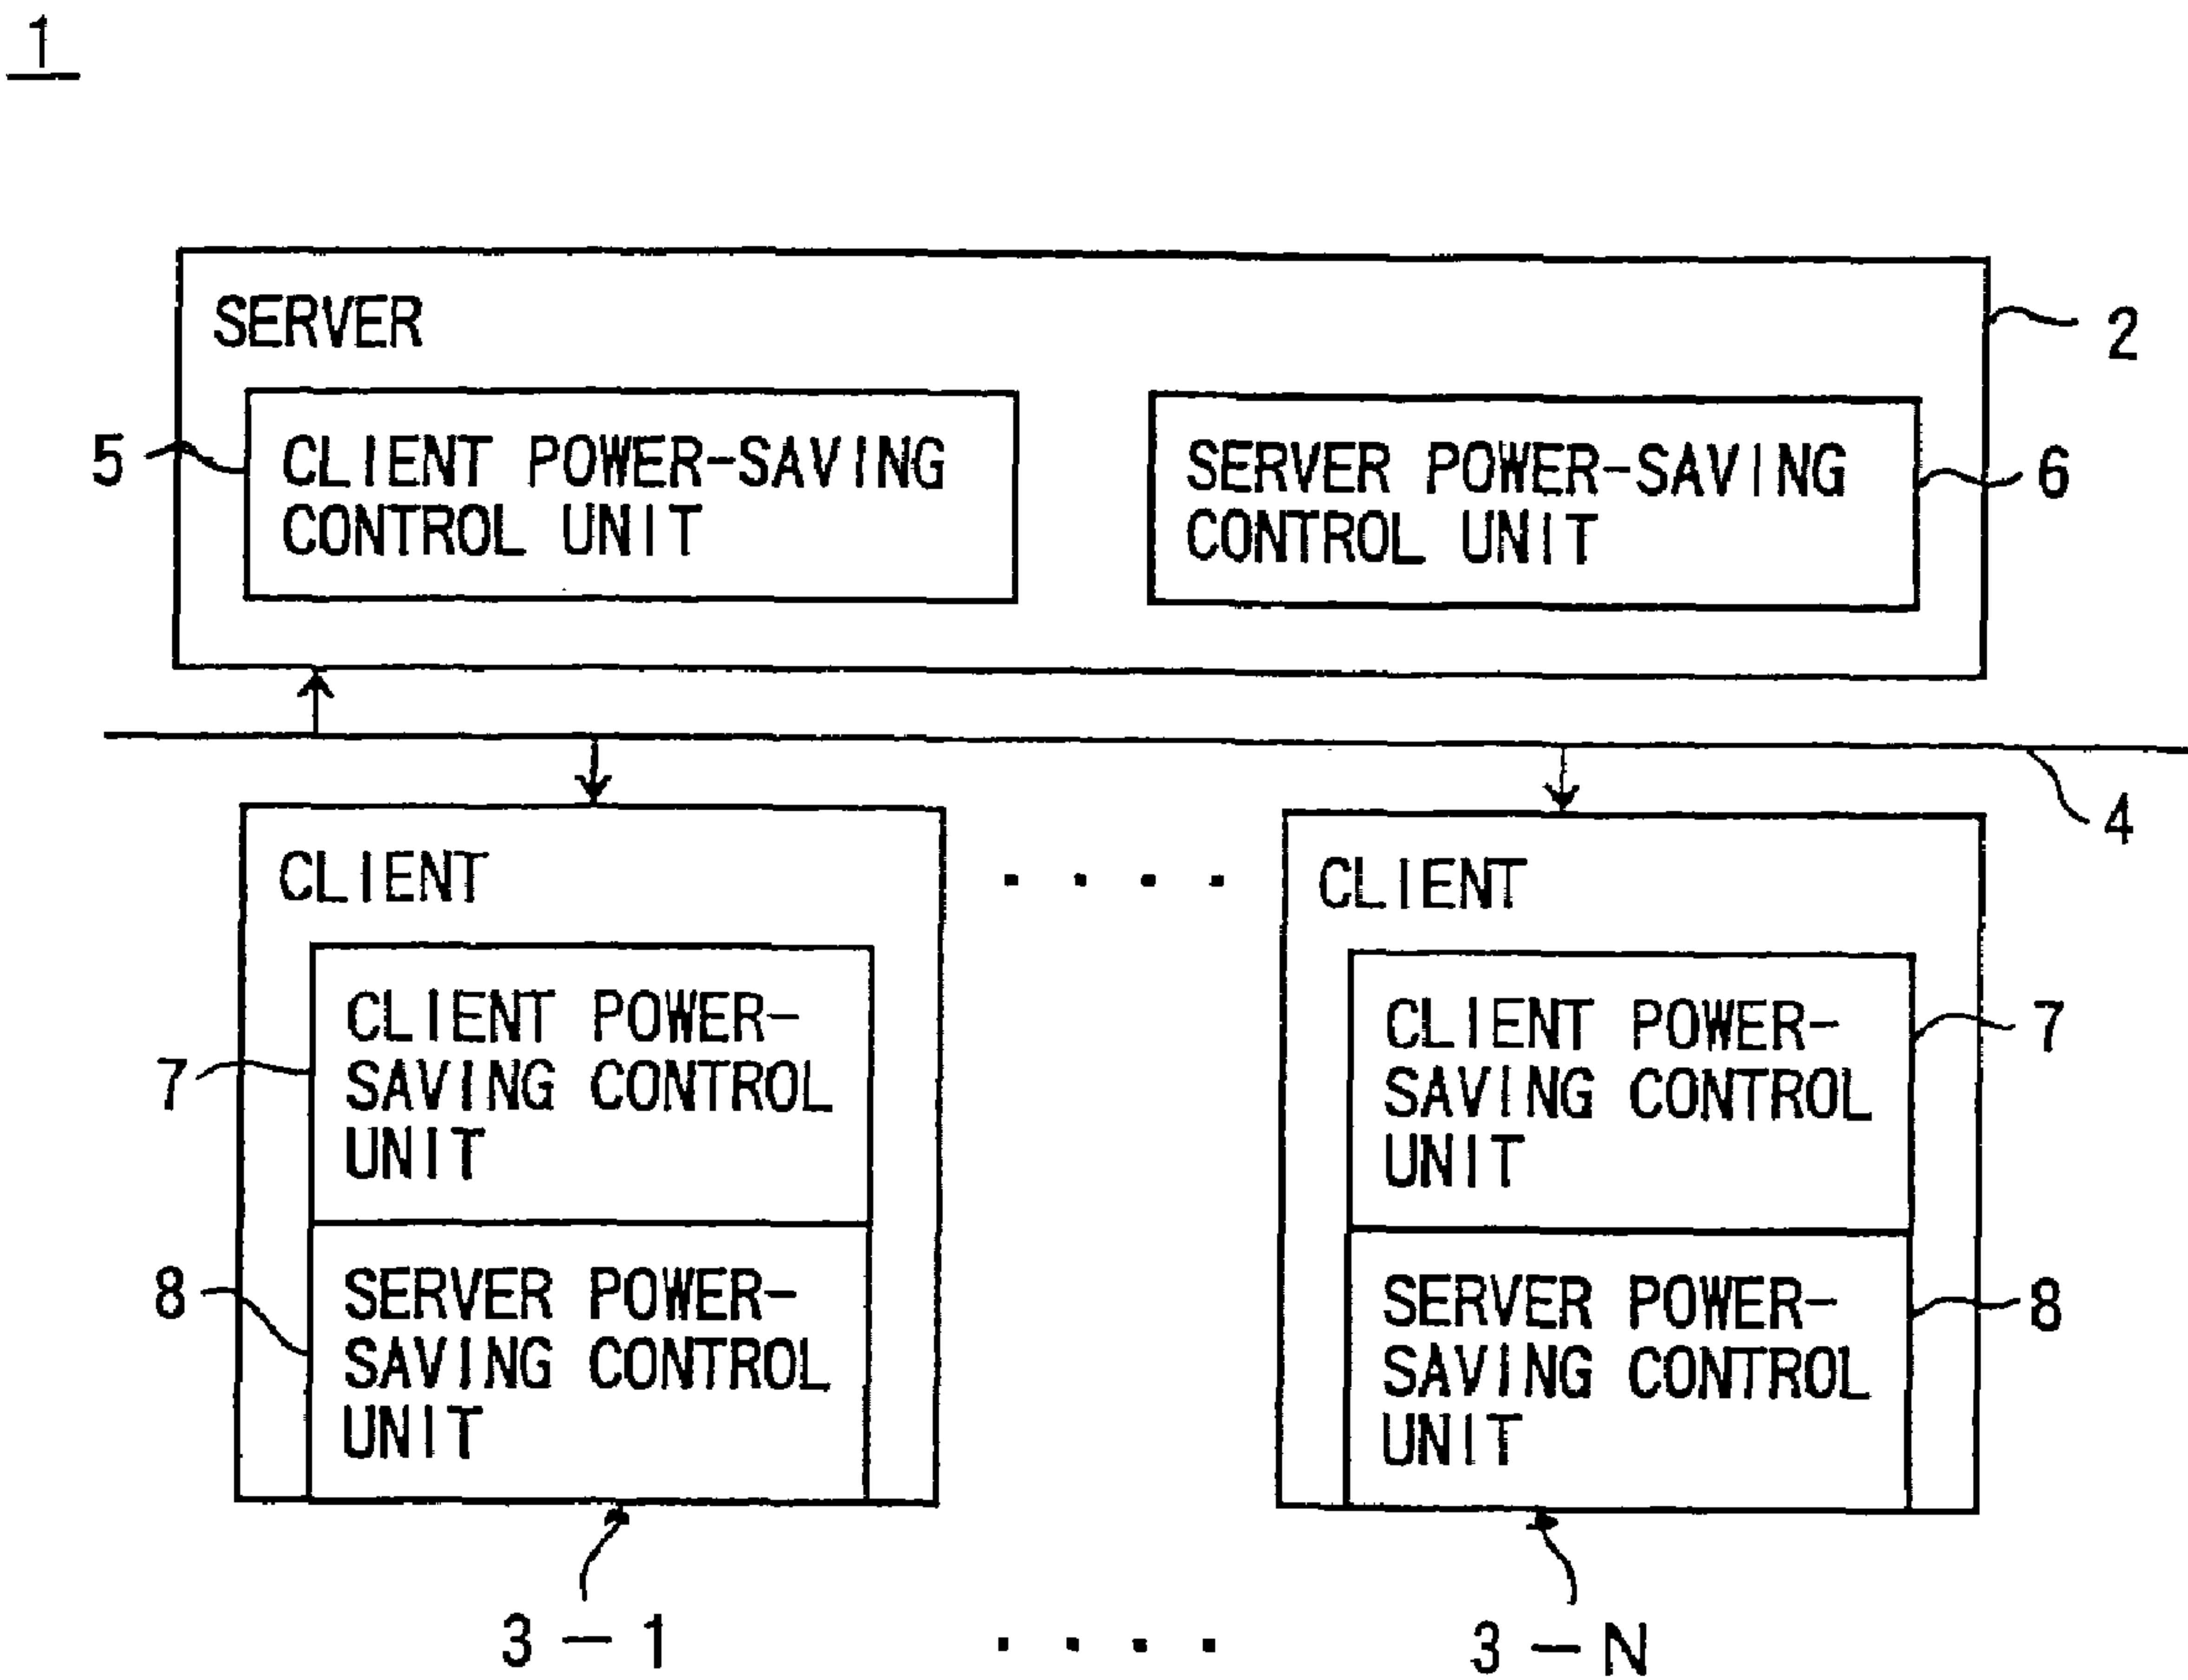 1
SERVER
2
5
CLIENT POWER-SAVING
CONTROL UNIT
SERVER POWER-SAVING
CONTROL UNIT
6
4
CLIENT
. . . .
CLIENT
7
CLIENT POWER-
SAVING CONTROL
UNIT
CLIENT POWER-
SAVING CONTROL
UNIT
7
8
SERVER POWER-
SAVING CONTROL
UNIT
SERVER POWER-
SAVING CONTROL
UNIT
8
3-1
. . . .
3-N